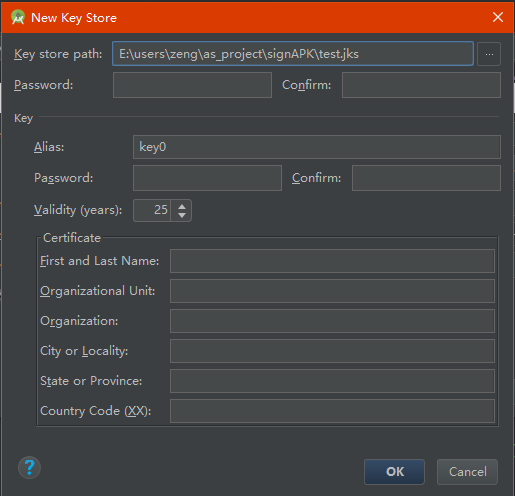 New Key Store
Key store path: E:\users\zeng\as_project\signAPK\test.jks ...
Password: Confirm:
Key
Alias: key0
Password: Confirm:
Validity (years): 25
Certificate
First and Last Name:
Organizational Unit:
Organization:
City or Locality:
State or Province:
Country Code (XX):
? OK Cancel